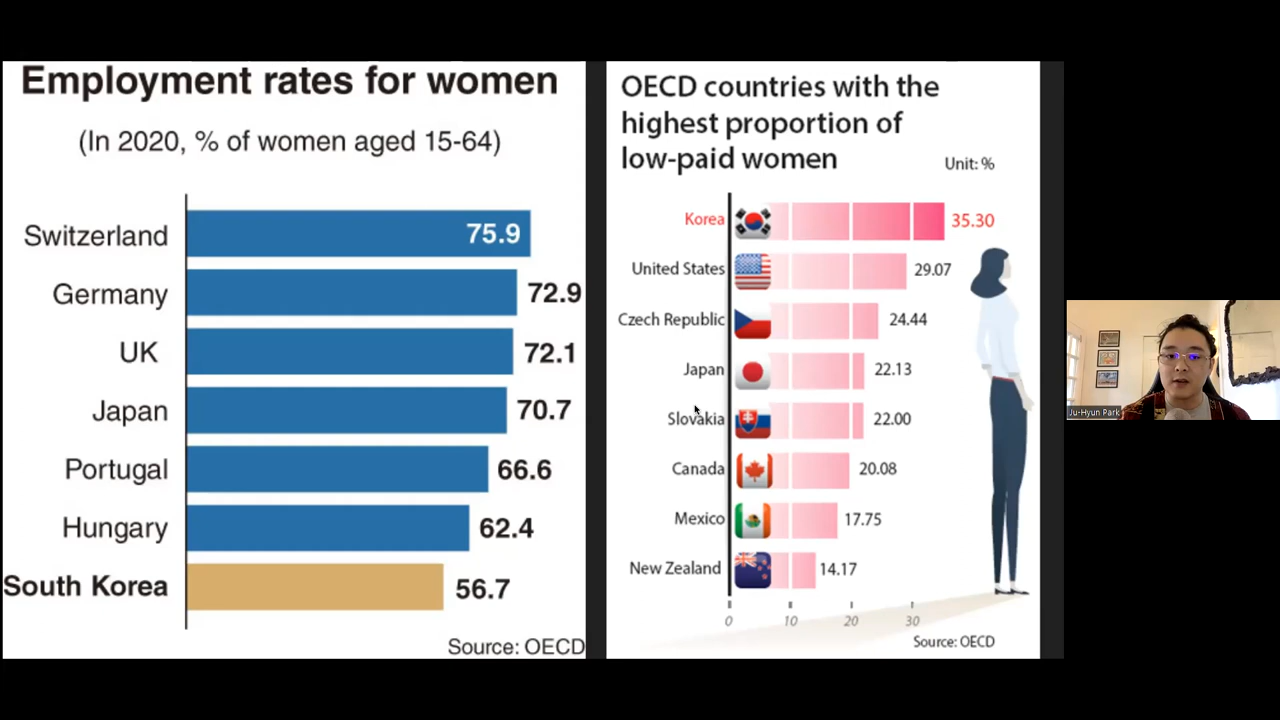 Employment rates for women
(In 2020, % of women aged 15-64)
Switzerland 75.9
Germany 72.9
UK 72.1
Japan 70.7
Portugal 66.6
Hungary 62.4
South Korea 56.7
Source: OECD
OECD countries with the
highest proportion of
low-paid women
Unit: %
Korea 35.30
United States 29.07
Czech Republic 24.44
Japan 22.13
Slovakia 22.00
Canada 20.08
Mexico 17.75
New Zealand 14.17
0 10 20 30
Source: OECD
Ju-Hyun Park